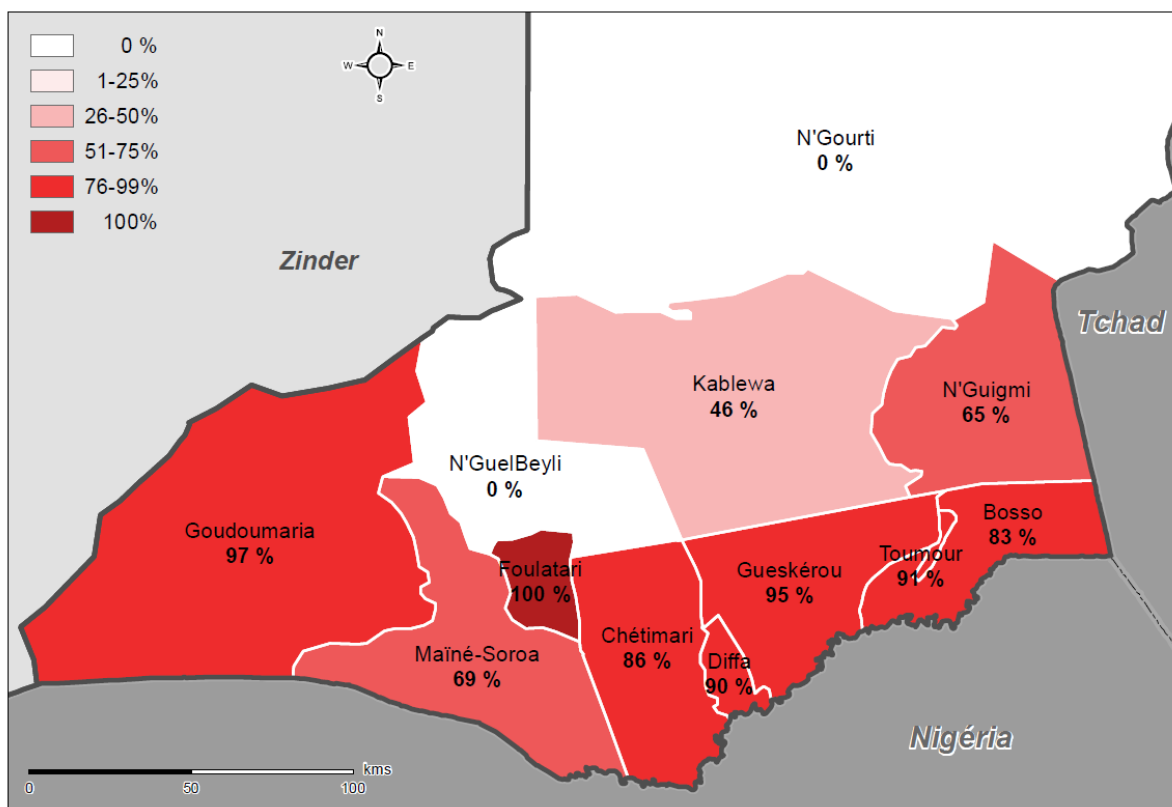 0 %
1-25%
26-50%
51-75%
76-99%
100%
N
W
E
S
N'Gourti
0 %
Zinder
Tchad
Kablewa
46 %
N'Guigmi
65 %
N'GuelBeyli
0 %
Goudoumaria
97 %
Bosso
83 %
Toumour
91 %
Gueskérou
95 %
Foulatari
100 %
Chétimari
86 %
Maïné-Soroa
69 %
Diffa
90 %
Nigéria
kms
0
50
100